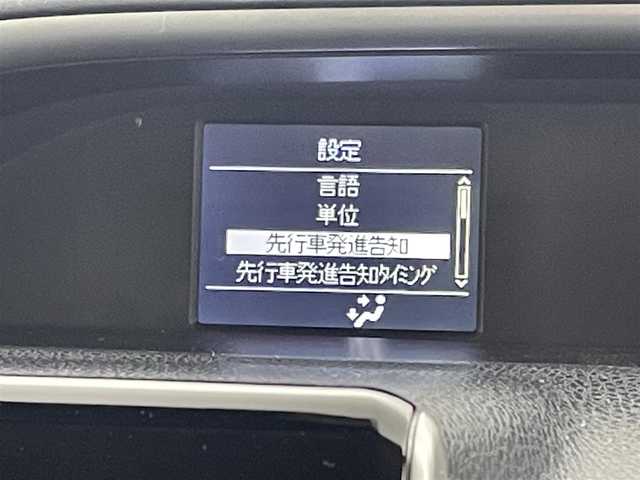 設定
言語
単位
先行車発進告知
先行車発進告知タイミング